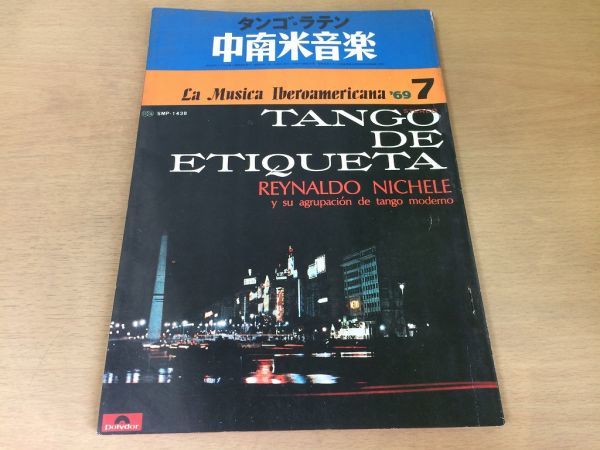 タンゴ・ラテン
中南米音楽
La Musica Iberoamericana '69 7
SMP-1438
TANGO
DE
ETIQUETA
REYNALDO NICHELE
y su agrupación de tango moderno
polydor